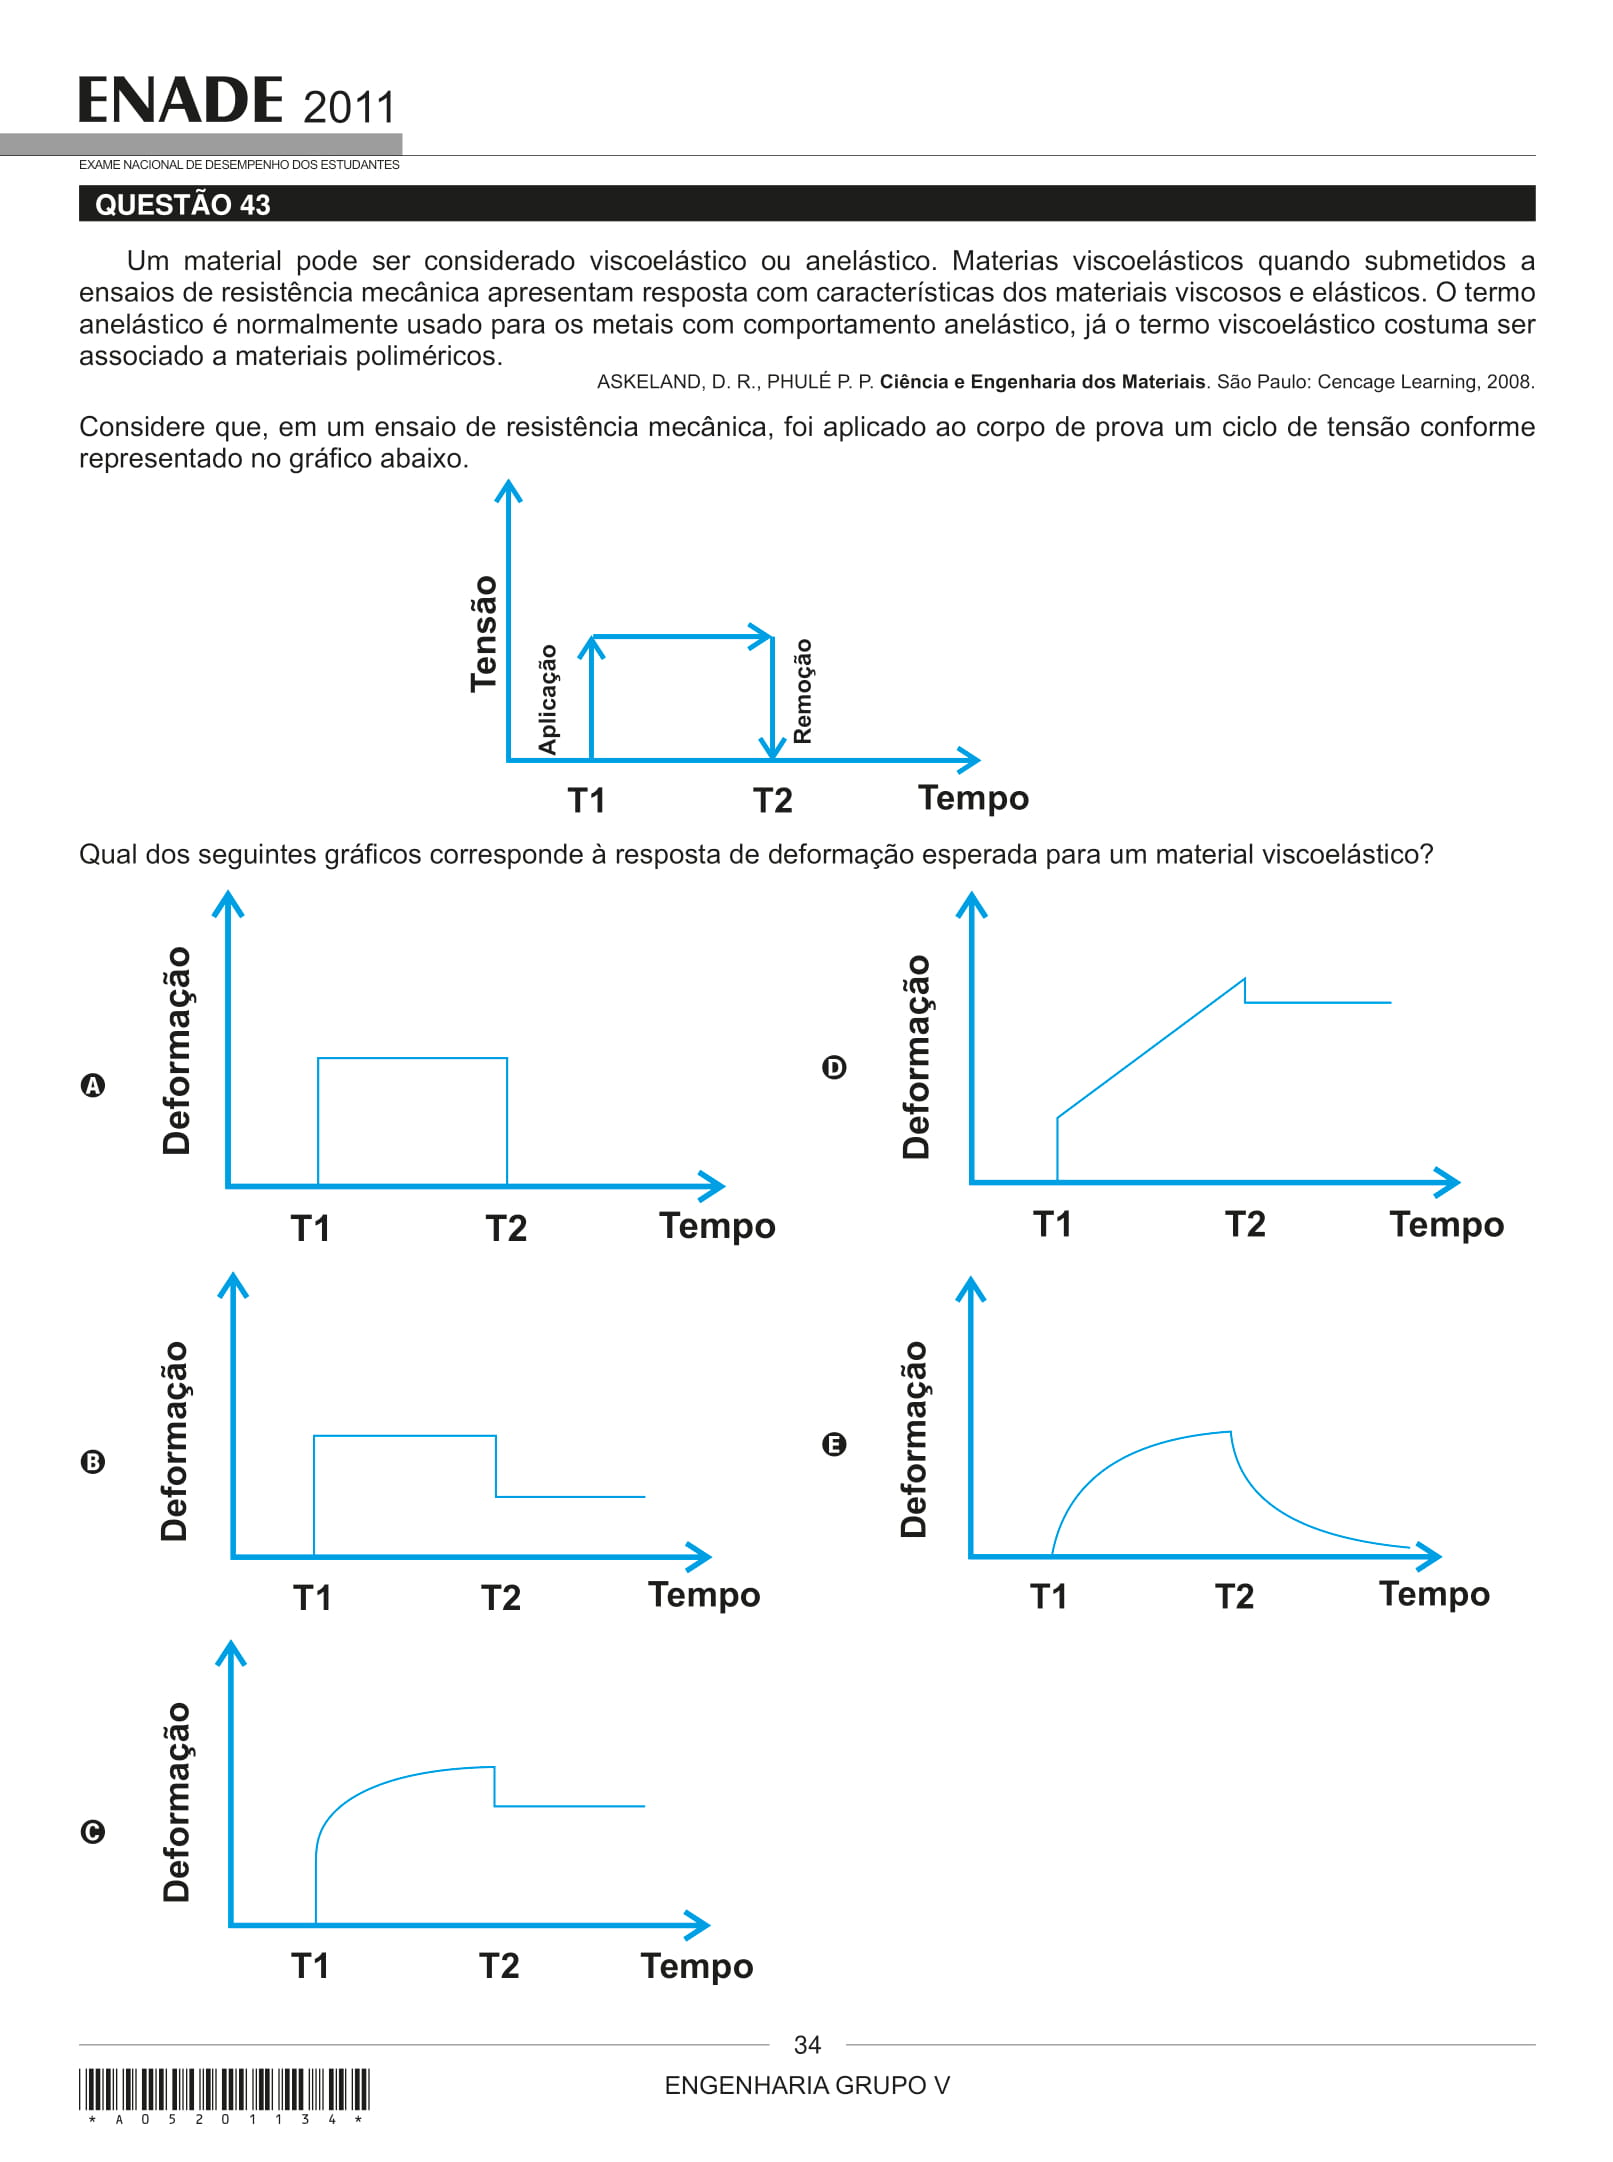 ENADE 2011
EXAME NACIONAL DE DESEMPENHO DOS ESTUDANTES
QUESTÃO 43
Um material pode ser considerado viscoelástico ou anelástico. Materias viscoelásticos quando submetidos a
ensaios de resistência mecânica apresentam resposta com características dos materiais viscosos e elásticos. O termo
anelástico é normalmente usado para os metais com comportamento anelástico, já o termo viscoelástico costuma ser
associado a materiais poliméricos.
ASKELAND, D. R., PHULÉ P. P. Ciência e Engenharia dos Materiais. São Paulo: Cencage Learning, 2008.
Considere que, em um ensaio de resistência mecânica, foi aplicado ao corpo de prova um ciclo de tensão conforme
representado no gráfico abaixo.
Tensão
Aplicação
Remoção
T1
T2
Tempo
Qual dos seguintes gráficos corresponde à resposta de deformação esperada para um material viscoelástico?
A
Deformação
T1
T2
Tempo
D
Deformação
T1
T2
Tempo
B
Deformação
T1
T2
Tempo
E
Deformação
T1
T2
Tempo
C
Deformação
T1
T2
Tempo
34
ENGENHARIA GRUPO V
* A 0 5 2 0 1 1 3 4 *